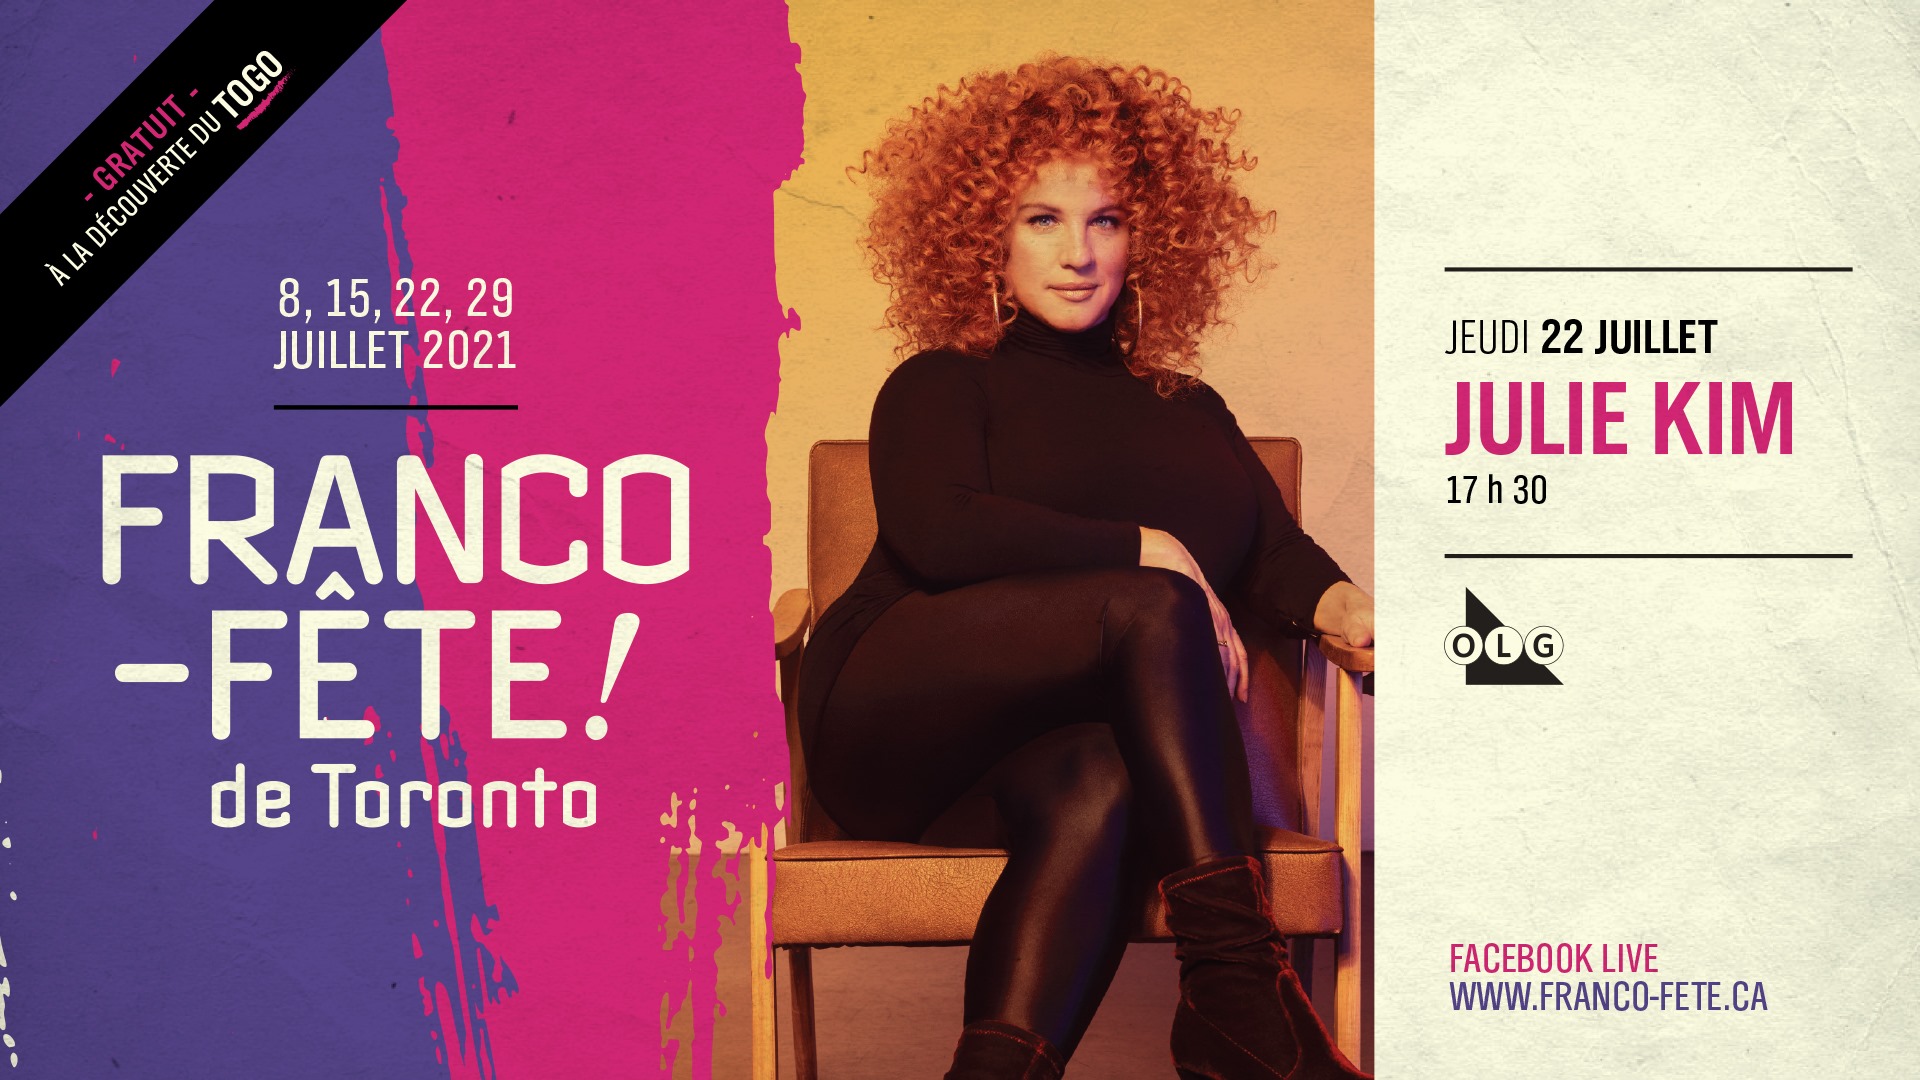 - GRATUIT -
À LA DÉCOUVERTE DU TOGO
8, 15, 22, 29
JUILLET 2021
FRANCO
-FÊTE!
de Toronto
JEUDI 22 JUILLET
JULIE KIM
17 h 30
OLG
FACEBOOK LIVE
WWW.FRANCO-FETE.CA